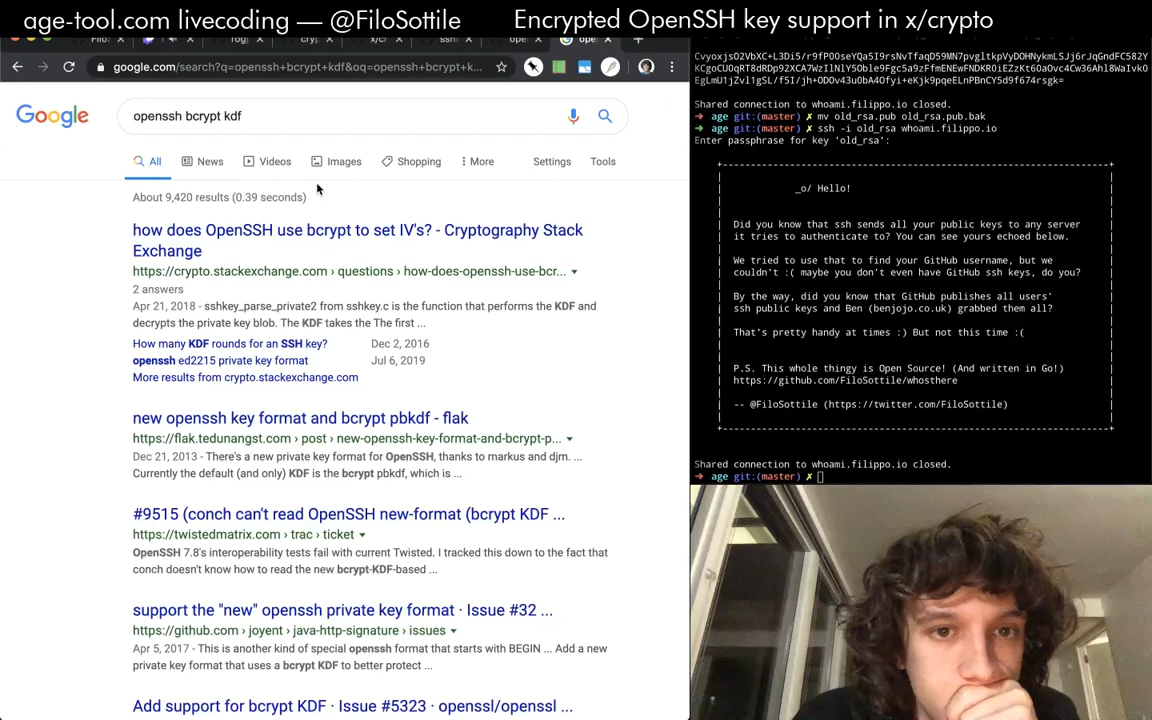 age-tool.com livecoding — @FiloSottile
Encrypted OpenSSH key support in x/crypto
google.com/search?q=openssh+bcrypt+kdf&oq=openssh+bcrypt+k...
Google
openssh bcrypt kdf
All
News
Videos
Images
Shopping
More
Settings
Tools
About 9,420 results (0.39 seconds)
how does OpenSSH use bcrypt to set IV's? - Cryptography Stack
Exchange
https://crypto.stackexchange.com › questions › how-does-openssh-use-bcr...
2 answers
Apr 21, 2018 - sshkey_parse_private2 from sshkey.c is the function that performs the KDF and
decrypts the private key blob. The KDF takes the The first ...
How many KDF rounds for an SSH key? Dec 2, 2016
openssh ed2215 private key format Jul 6, 2019
More results from crypto.stackexchange.com
new openssh key format and bcrypt pbkdf - flak
https://flak.tedunangst.com › post › new-openssh-key-format-and-bcrypt-p...
Dec 21, 2013 - There's a new private key format for OpenSSH, thanks to markus and djm. ...
Currently the default (and only) KDF is the bcrypt pbkdf, which is ...
#9515 (conch can't read OpenSSH new-format (bcrypt KDF ...
https://twistedmatrix.com › trac › ticket
OpenSSH 7.8's interoperability tests fail with current Twisted. I tracked this down to the fact that
conch doesn't know how to read the new bcrypt-KDF-based ...
support the "new" openssh private key format · Issue #32 ...
https://github.com › joyent › java-http-signature › issues
Apr 5, 2017 - This is another kind of special openssh format that starts with BEGIN ... Add a new
private key format that uses a bcrypt KDF to better protect ...
Add support for bcrypt KDF · Issue #5323 · openssl/openssl ...
Shared connection to whoami.filippo.io closed.
→ age git:(master) ✗ mv old_rsa.pub old_rsa.pub.bak
→ age git:(master) ✗ ssh -i old_rsa whoami.filippo.io
Enter passphrase for key 'old_rsa':
_o/ Hello!
Did you know that ssh sends all your public keys to any server
it tries to authenticate to? You can see yours echoed below.
We tried to use that to find your GitHub username, but we
couldn't :( maybe you don't even have GitHub ssh keys, do you?
By the way, did you know that GitHub publishes all users'
ssh public keys and Ben (benjojo.co.uk) grabbed them all?
That's pretty handy at times :) But not this time :(
P.S. This whole thingy is Open Source! (And written in Go!)
https://github.com/FiloSottile/whosthere
-- @FiloSottile (https://twitter.com/FiloSottile)
Shared connection to whoami.filippo.io closed.
→ age git:(master) ✗